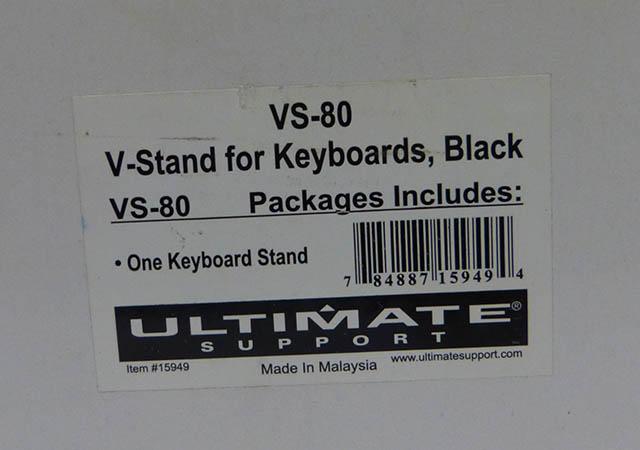 VS-80
V-Stand for Keyboards, Black
VS-80 Packages Includes:
• One Keyboard Stand
7 84887 15949 4
ULTIMATE®
SUPPORT
Item #15949 Made In Malaysia www.ultimatesupport.com